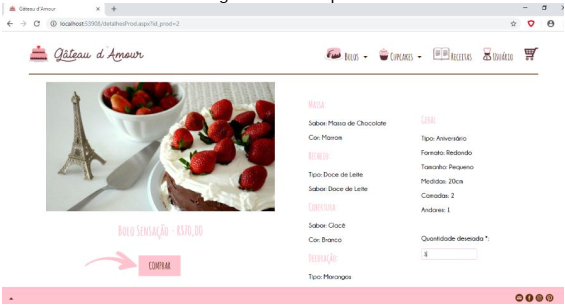 Gâteau d'Amour
localhost:53908/detalhesProd.aspx?id_prod=2
Gâteau d'Amour
Bolos
Cupcakes
Receitas
Usuário
Massa:
Sabor: Massa de Chocolate
Cor: Marrom
Recheio:
Tipo: Doce de Leite
Sabor: Doce de Leite
Cobertura:
Sabor: Glacê
Cor: Branco
Decoração:
Tipo: Morangos
Geral:
Tipo: Aniversário
Formato: Redondo
Tamanho: Pequeno
Medidas: 20cm
Camadas: 2
Andares: 1
Quantidade desejada *:
Bolo Sensação - R$70,00
COMPRAR